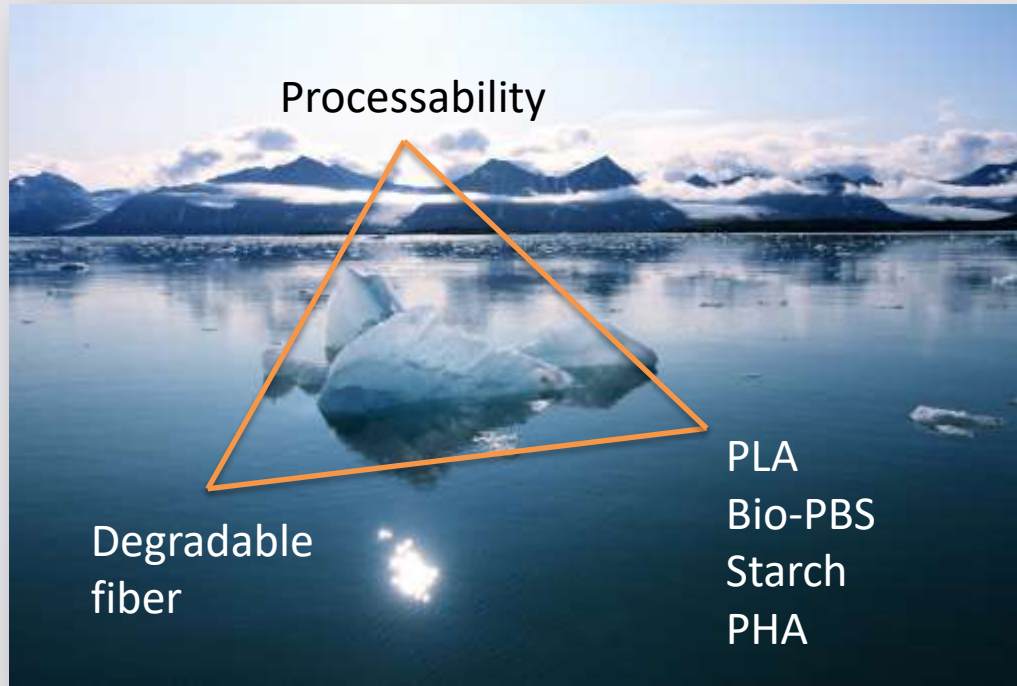 Processability
PLA
Bio-PBS
Starch
PHA
Degradable
fiber